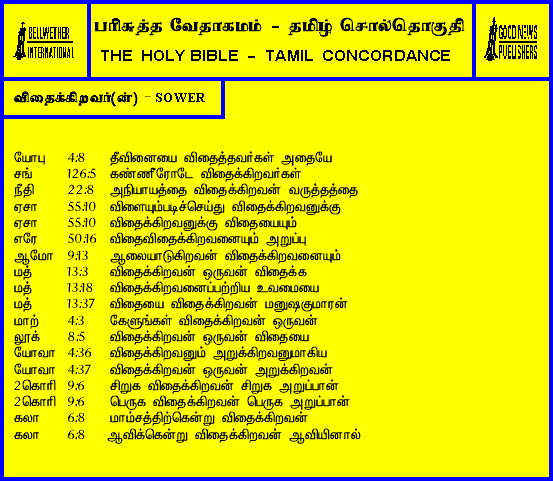 BELLWETHER
INTERNATIONAL
பரிசுத்த வேதாகமம் - தமிழ் சொல்தொகுதி
THE HOLY BIBLE - TAMIL CONCORDANCE
GOOD NEWS
PUBLISHERS
விதைக்கிறவர்(ன்) - SOWER
யோபு 4:8 தீவினையை விதைத்தவர்கள் அதையே
சங் 126:5 கண்ணீரோடே விதைக்கிறவர்கள்
நீதி 22:8 அநியாயத்தை விதைக்கிறவன் வருத்தத்தை
ஏசா 55:10 விளையும்படிச்செய்து விதைக்கிறவனுக்கு
ஏசா 55:10 விதைக்கிறவனுக்கு விதையையும்
எரே 50:16 விதைவிதைக்கிறவனையும் அறுப்பு
ஆமோ 9:13 ஆலையாடுகிறவன் விதைக்கிறவனையும்
மத் 13:3 விதைக்கிறவன் ஒருவன் விதைக்க
மத் 13:18 விதைக்கிறவனைப்பற்றிய உவமையை
மத் 13:37 விதையை விதைக்கிறவன் மனுஷகுமாரன்
மாற் 4:3 கேளுங்கள் விதைக்கிறவன் ஒருவன்
லூக் 8:5 விதைக்கிறவன் ஒருவன் விதையை
யோவா 4:36 விதைக்கிறவனும் அறுக்கிறவனுமாகிய
யோவா 4:37 விதைக்கிறவன் ஒருவன் அறுக்கிறவன்
2கொரி 9:6 சிறுக விதைக்கிறவன் சிறுக அறுப்பான்
2கொரி 9:6 பெருக விதைக்கிறவன் பெருக அறுப்பான்
கலா 6:8 மாம்சத்திற்கென்று விதைக்கிறவன்
கலா 6:8 ஆவிக்கென்று விதைக்கிறவன் ஆவியினால்